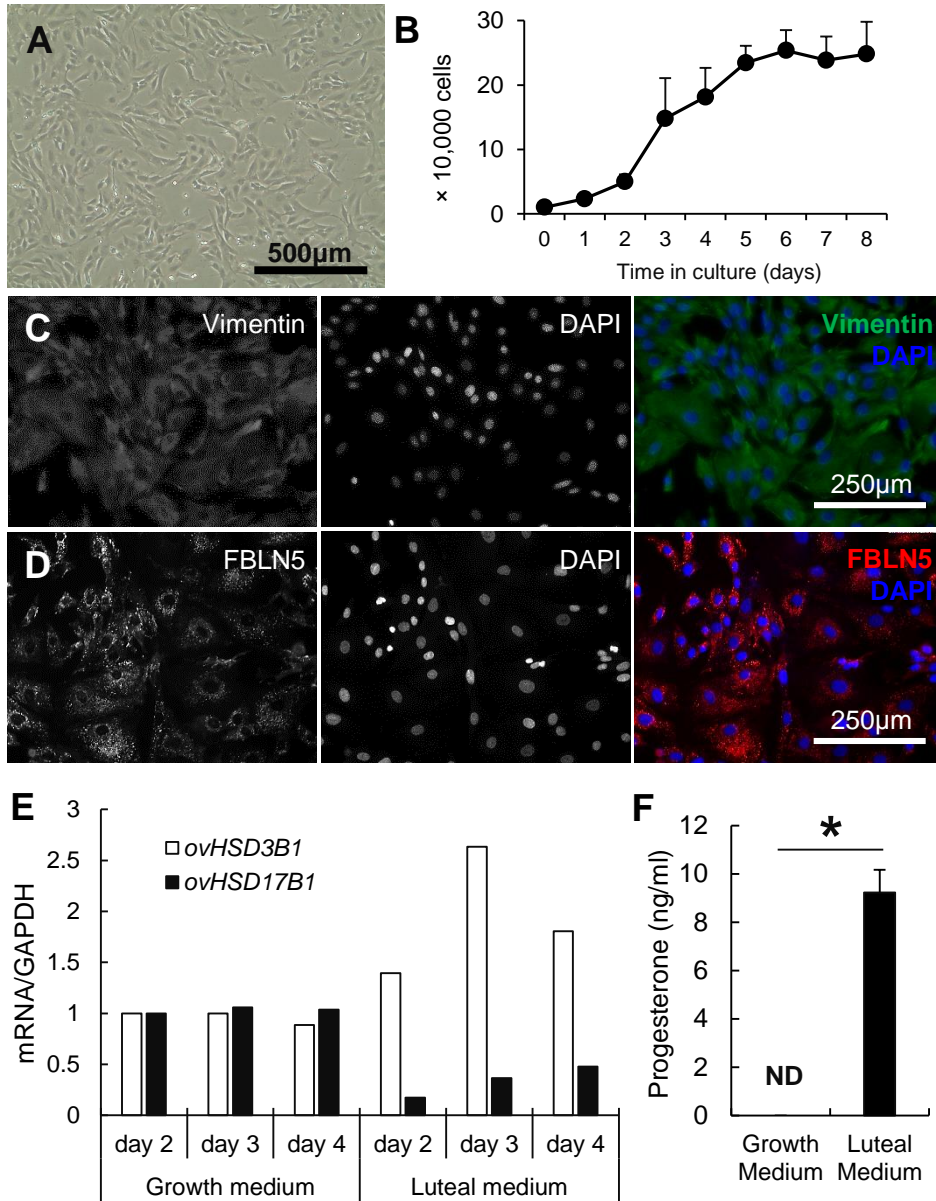 A
500µm
B
× 10,000 cells
30
20
10
0
0 1 2 3 4 5 6 7 8
Time in culture (days)
C
Vimentin
DAPI
Vimentin
DAPI
250µm
D
FBLN5
DAPI
FBLN5
DAPI
250µm
E
mRNA/GAPDH
3
2.5
2
1.5
1
0.5
0
ovHSD3B1
ovHSD17B1
day 2 day 3 day 4 day 2 day 3 day 4
Growth medium Luteal medium
F
Progesterone (ng/ml)
12
10
8
6
4
2
0
*
ND
Growth Luteal
Medium Medium